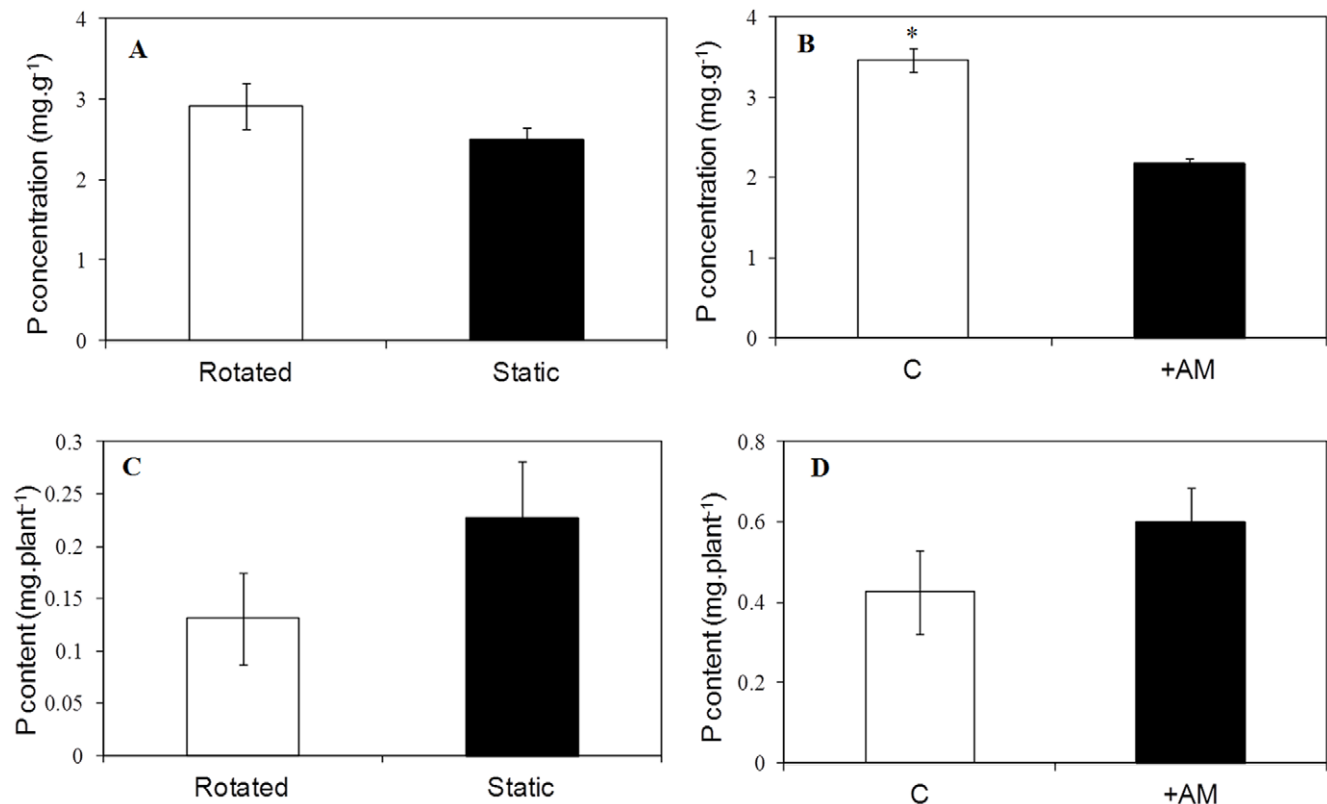 A
P concentration (mg.g⁻¹)
4
3
2
1
0
Rotated Static
B
*
P concentration (mg.g⁻¹)
4
3
2
1
0
C +AM
C
P content (mg.plant⁻¹)
0.3
0.25
0.2
0.15
0.1
0.05
0
Rotated Static
D
P content (mg.plant⁻¹)
0.8
0.6
0.4
0.2
0
C +AM